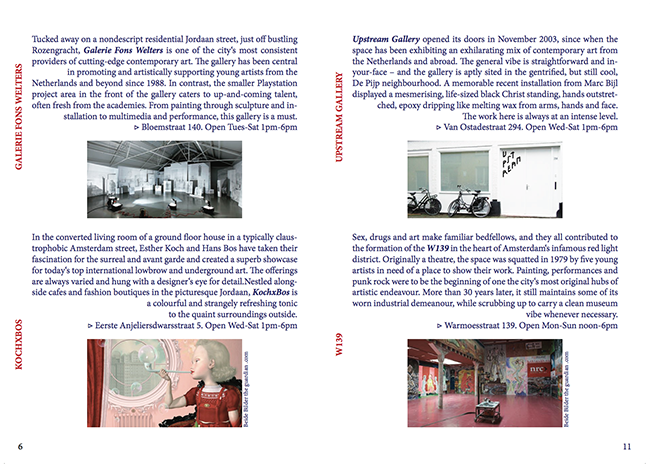 GALERIE FONS WELTERS
Tucked away on a nondescript residential Jordaan street, just off bustling
Rozengracht, Galerie Fons Welters is one of the city's most consistent
providers of cutting-edge contemporary art. The gallery has been central
in promoting and artistically supporting young artists from the
Netherlands and beyond since 1988. In contrast, the smaller Playstation
project area in the front of the gallery caters to up-and-coming talent,
often fresh from the academies. From painting through sculpture and in-
stallation to multimedia and performance, this gallery is a must.
⊳ Bloemstraat 140. Open Tues-Sat 1pm-6pm
KOCHXBOS
In the converted living room of a ground floor house in a typically claus-
trophobic Amsterdam street, Esther Koch and Hans Bos have taken their
fascination for the surreal and avant garde and created a superb showcase
for today's top international lowbrow and underground art. The offerings
are always varied and hung with a designer's eye for detail.Nestled along-
side cafes and fashion boutiques in the picturesque Jordaan, KochxBos is
a colourful and strangely refreshing tonic
to the quaint surroundings outside.
⊳ Eerste Anjeliersdwarsstraat 5. Open Wed-Sat 1pm-6pm
Beide Bilder the guardian .com
6
UPSTREAM GALLERY
Upstream Gallery opened its doors in November 2003, since when the
space has been exhibiting an exhilarating mix of contemporary art from
the Netherlands and abroad. The general vibe is straightforward and in-
your-face – and the gallery is aptly sited in the gentrified, but still cool,
De Pijp neighbourhood. A memorable recent installation from Marc Bijl
displayed a mesmerising, life-sized black Christ standing, hands outstret-
ched, epoxy dripping like melting wax from arms, hands and face.
The work here is always at an intense level.
⊳ Van Ostadestraat 294. Open Wed-Sat 1pm-6pm
UPST
REAM
W139
Sex, drugs and art make familiar bedfellows, and they all contributed to
the formation of the W139 in the heart of Amsterdam's infamous red light
district. Originally a theatre, the space was squatted in 1979 by five young
artists in need of a place to show their work. Painting, performances and
punk rock were to be the beginning of one the city's most original hubs of
artistic endeavour. More than 30 years later, it still maintains some of its
worn industrial demeanour, while scrubbing up to carry a clean museum
vibe whenever necessary.
⊳ Warmoesstraat 139. Open Mon-Sun noon-6pm
nrc
Beide Bilder the guardian .com
11